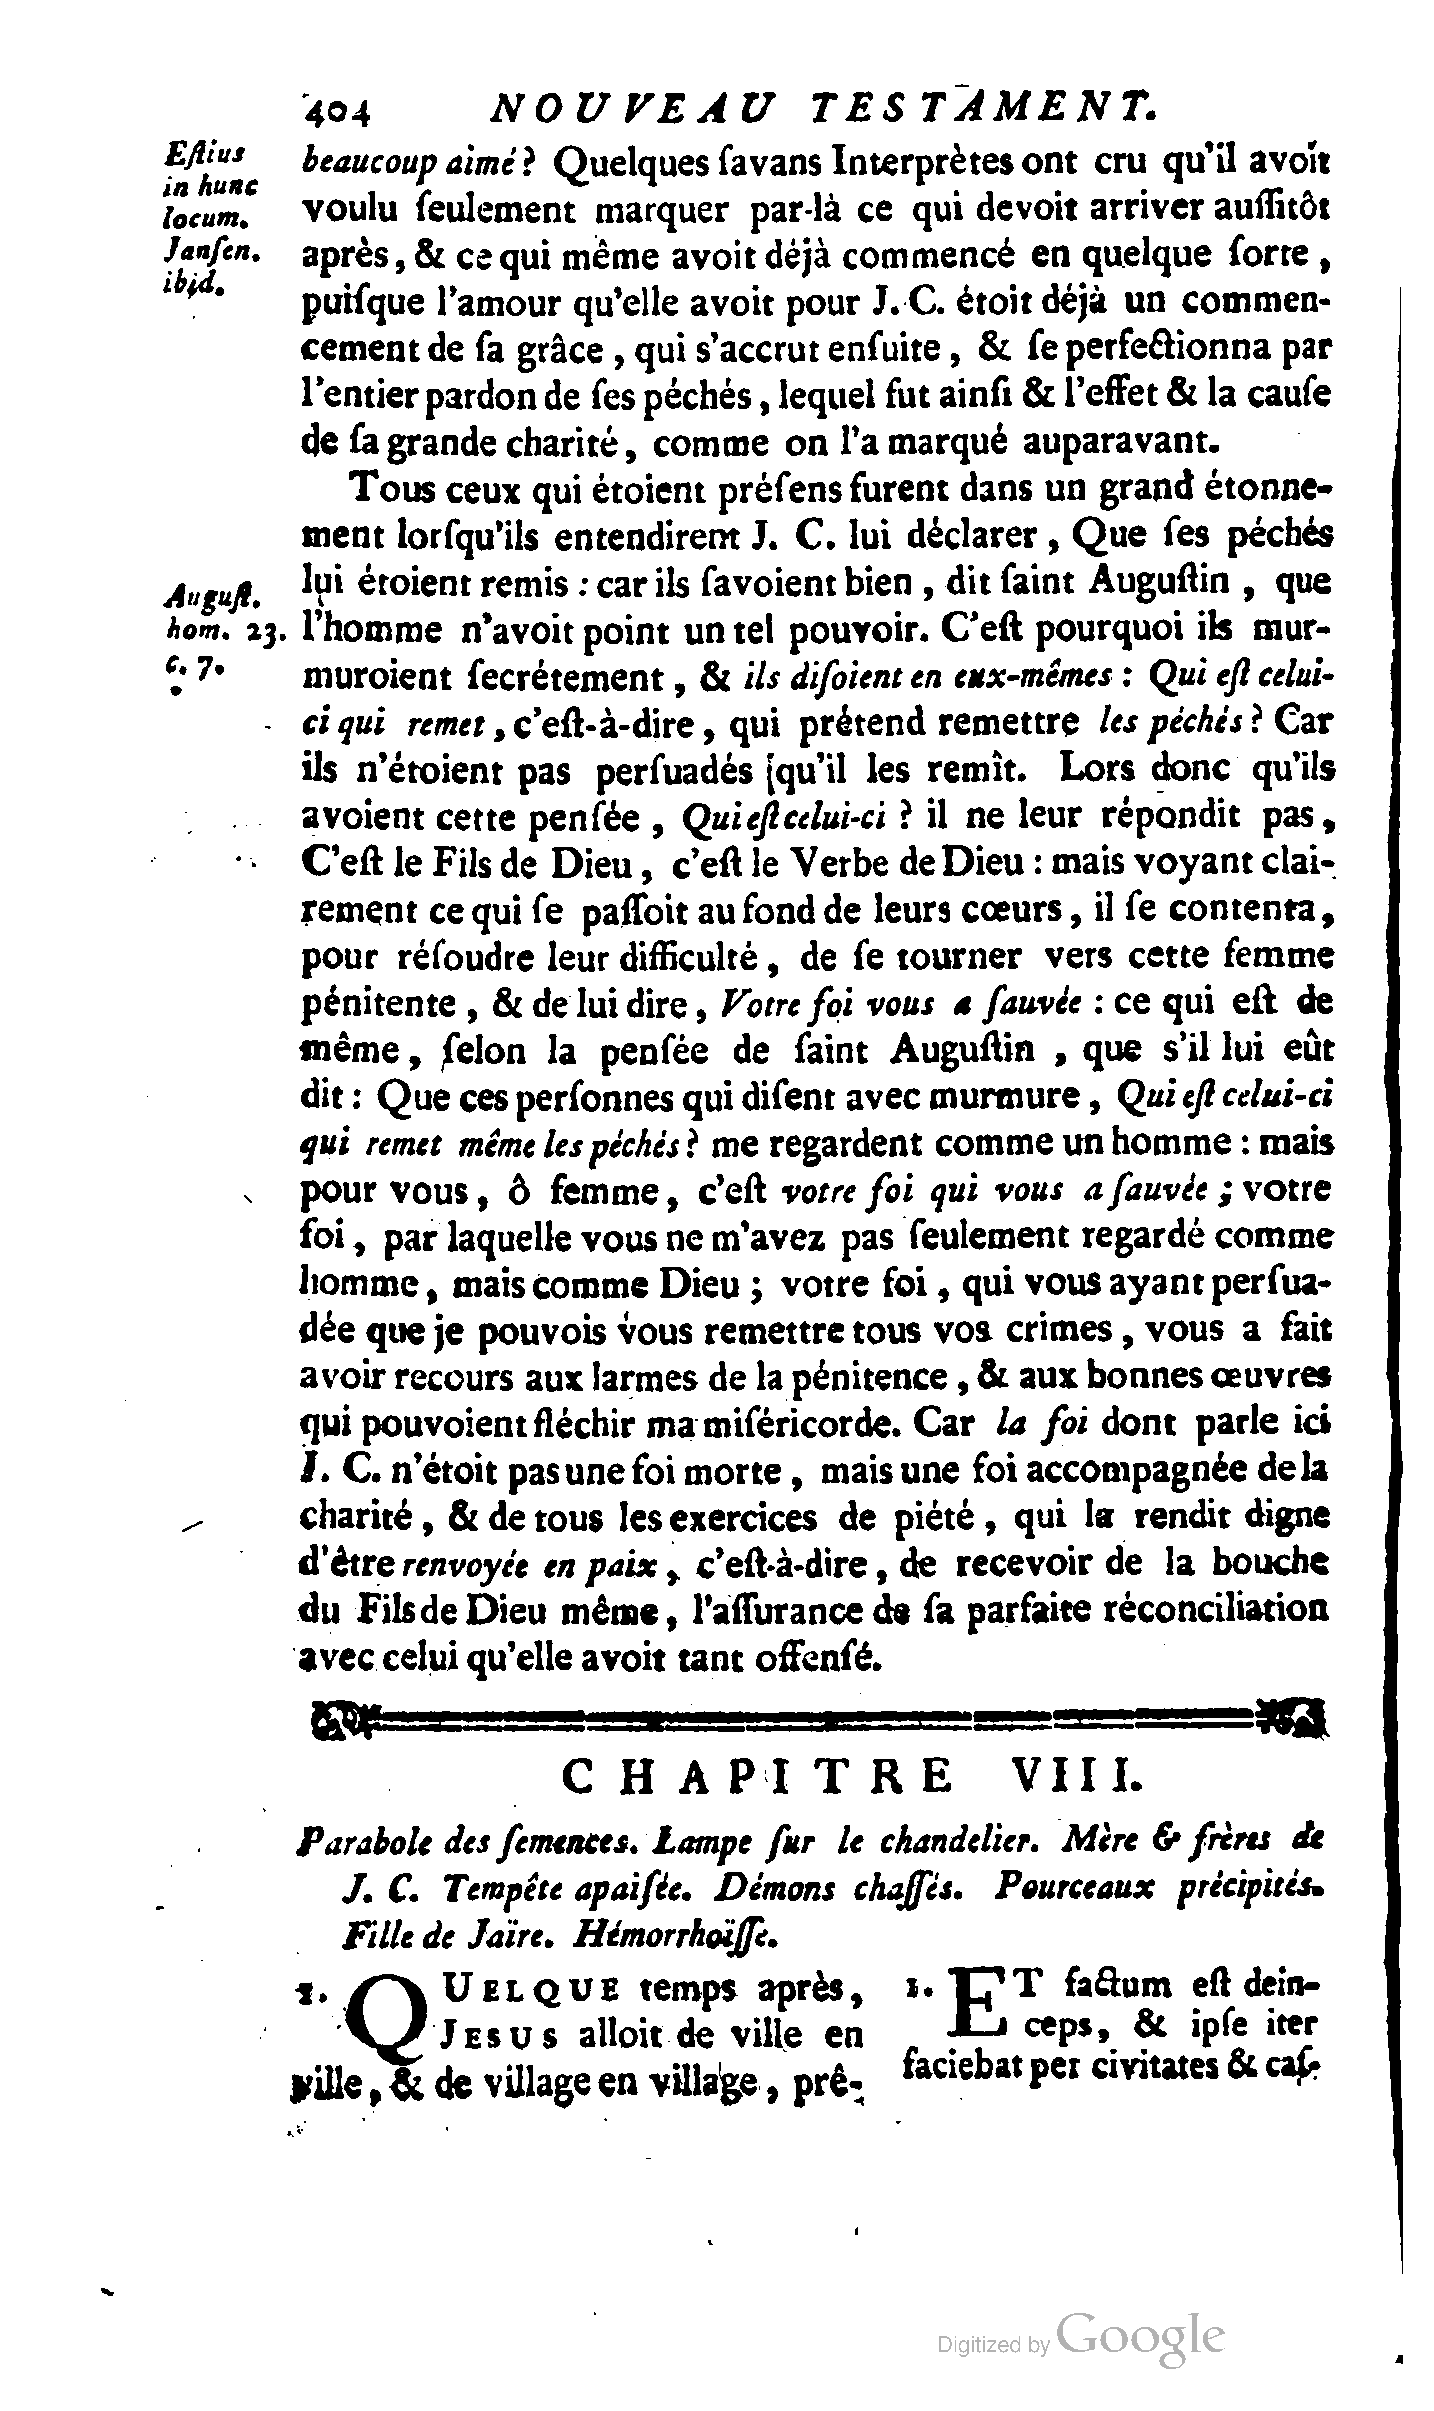 404 NOUVEAU TESTAMENT.
Eſtius
in hunc
locum.
Janſen.
ibid.
beaucoup aimé? Quelques ſavans Interprètes ont cru qu'il avoit
voulu ſeulement marquer par-là ce qui devoit arriver auſſitôt
après, & ce qui même avoit déjà commencé en quelque ſorte,
puiſque l'amour qu'elle avoit pour J. C. étoit déjà un commen-
cement de ſa grâce, qui s'accrut enſuite, & ſe perfectionna par
l'entier pardon de ſes péchés, lequel fut ainſi & l'effet & la cauſe
de ſa grande charité, comme on l'a marqué auparavant.
Tous ceux qui étoient préſens furent dans un grand étonne-
ment lorſqu'ils entendirent J. C. lui déclarer, Que ſes péchés
lui étoient remis : car ils ſavoient bien, dit ſaint Auguſtin, que
Auguſt.
hom. 23.
c. 7.
l'homme n'avoit point un tel pouvoir. C'eſt pourquoi ils mur-
muroient ſecrétement, & ils diſoient en eux-mêmes : Qui eſt celui-
ci qui remet, c'eſt-à-dire, qui prétend remettre les péchés? Car
ils n'étoient pas perſuadés qu'il les remît. Lors donc qu'ils
avoient cette penſée, Qui eſt celui-ci? il ne leur répondit pas,
C'eſt le Fils de Dieu, c'eſt le Verbe de Dieu : mais voyant clai-
rement ce qui ſe paſſoit au fond de leurs cœurs, il ſe contenta,
pour réſoudre leur difficulté, de ſe tourner vers cette femme
pénitente, & de lui dire, Votre foi vous a ſauvée : ce qui eſt de
même, ſelon la penſée de ſaint Auguſtin, que s'il lui eût
dit : Que ces perſonnes qui diſent avec murmure, Qui eſt celui-ci
qui remet même les péchés? me regardent comme un homme : mais
pour vous, ô femme, c'eſt votre foi qui vous a ſauvée; votre
foi, par laquelle vous ne m'avez pas ſeulement regardé comme
homme, mais comme Dieu; votre foi, qui vous ayant perſua-
dée que je pouvois vous remettre tous vos crimes, vous a fait
avoir recours aux larmes de la pénitence, & aux bonnes œuvres
qui pouvoient fléchir ma miſéricorde. Car la foi dont parle ici
J. C. n'étoit pas une foi morte, mais une foi accompagnée de la
charité, & de tous les exercices de piété, qui la rendit digne
d'être renvoyée en paix, c'eſt-à-dire, de recevoir de la bouche
du Fils de Dieu même, l'aſſurance de ſa parfaite réconciliation
avec celui qu'elle avoit tant offenſé.
CHAPITRE VIII.
Parabole des ſemences. Lampe ſur le chandelier. Mère & frères de
J. C. Tempête apaiſée. Démons chaſſés. Pourceaux précipités.
Fille de Jaïre. Hémorrhoïſſe.
1. QUELQUE temps après,
JESUS alloit de ville en
ville, & de village en village, prê-
1. ET factum eſt dein-
ceps, & ipſe iter
faciebat per civitates & caſ-
Digitized by Google